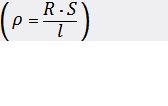 (ρ = R · S / l)